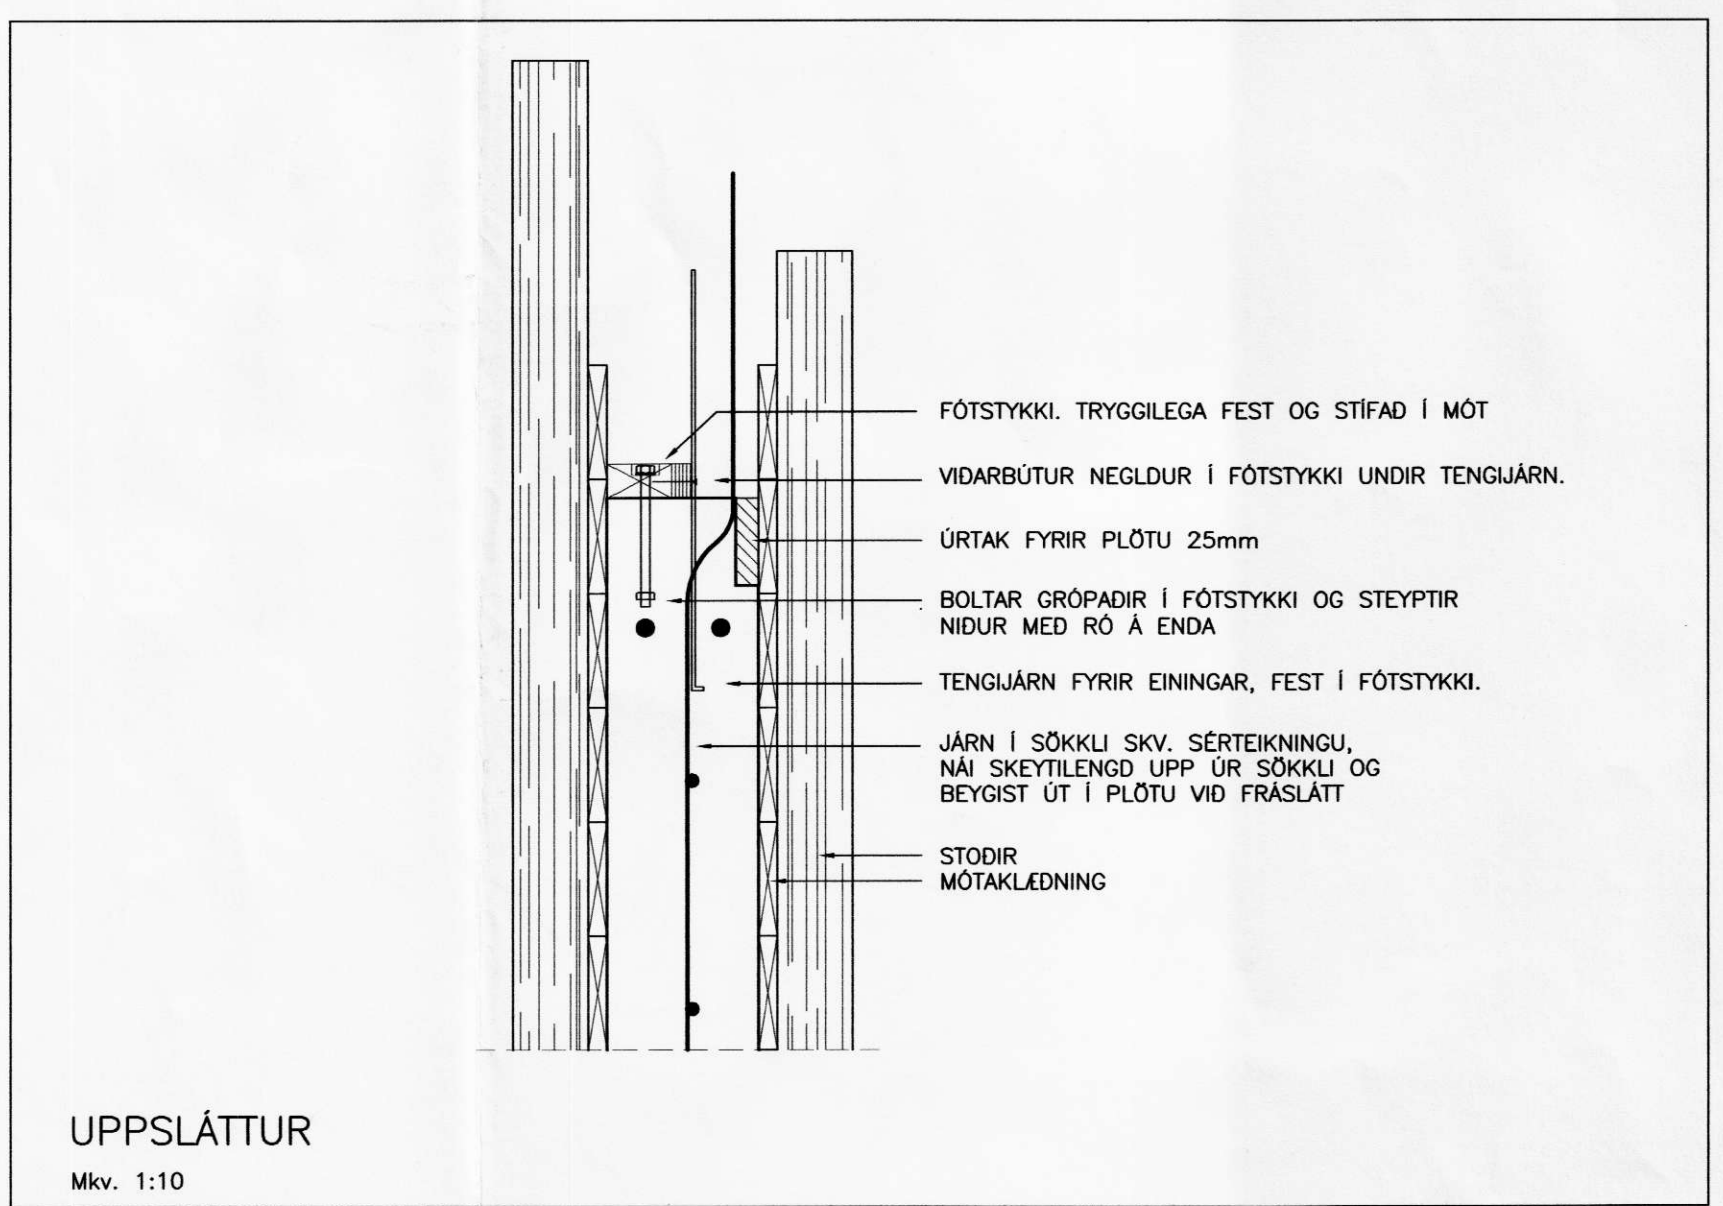 FÓTSTYKKI. TRYGGILEGA FEST OG STÍFAÐ Í MÓT
VIÐARBÚTUR NEGLDUR Í FÓTSTYKKI UNDIR TENGIJÁRN.
ÚRTAK FYRIR PLÖTU 25mm
BOLTAR GRÓPAÐIR Í FÓTSTYKKI OG STEYPTIR
NIÐUR MEÐ RÓ Á ENDA
TENGIJÁRN FYRIR EININGAR, FEST Í FÓTSTYKKI.
JÁRN Í SÖKKLI SKV. SÉRTEIKNINGU,
NÁI SKEYTILENGD UPP ÚR SÖKKLI OG
BEYGIST ÚT Í PLÖTU VIÐ FRÁSLÁTT
STOÐIR
MÓTAKLÆÐNING
UPPSLÁTTUR
Mkv. 1:10